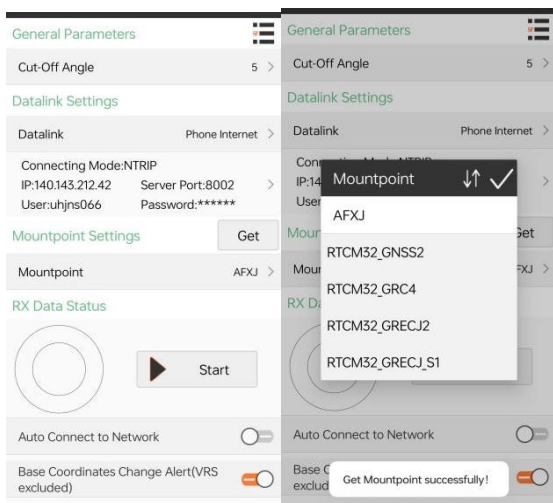 General Parameters
Cut-Off Angle 5 >
Datalink Settings
Datalink Phone Internet >
Connecting Mode:NTRIP
IP:140.143.212.42 Server Port:8002 >
User:uhjns066 Password:******
Mountpoint Settings Get
Mountpoint AFXJ >
RX Data Status
Start
Auto Connect to Network
Base Coordinates Change Alert(VRS
excluded)
General Parameters
Cut-Off Angle 5 >
Datalink Settings
Datalink Phone Internet >
IP:14
User
Mountpoint
AFXJ
RTCM32_GNSS2
RTCM32_GRC4
RTCM32_GRECJ2
RTCM32_GRECJ_S1
Auto Connect to Network
Get Mountpoint successfully!